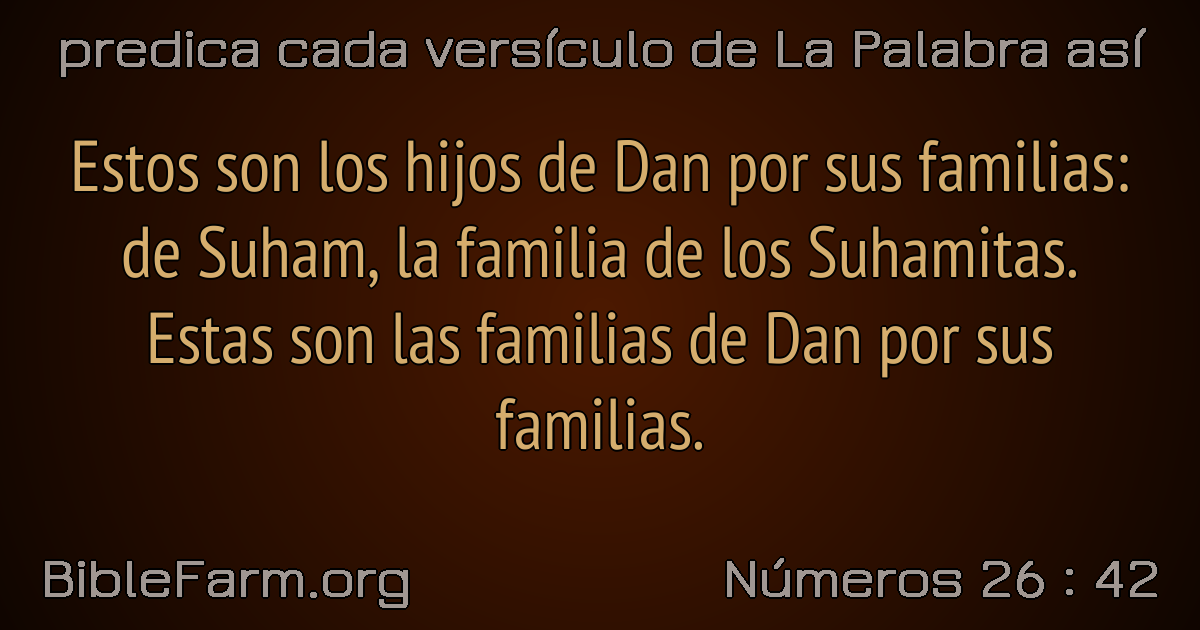 predica cada versículo de La Palabra así
Estos son los hijos de Dan por sus familias:
de Suham, la familia de los Suhamitas.
Estas son las familias de Dan por sus
familias.
BibleFarm.org
Números 26 : 42